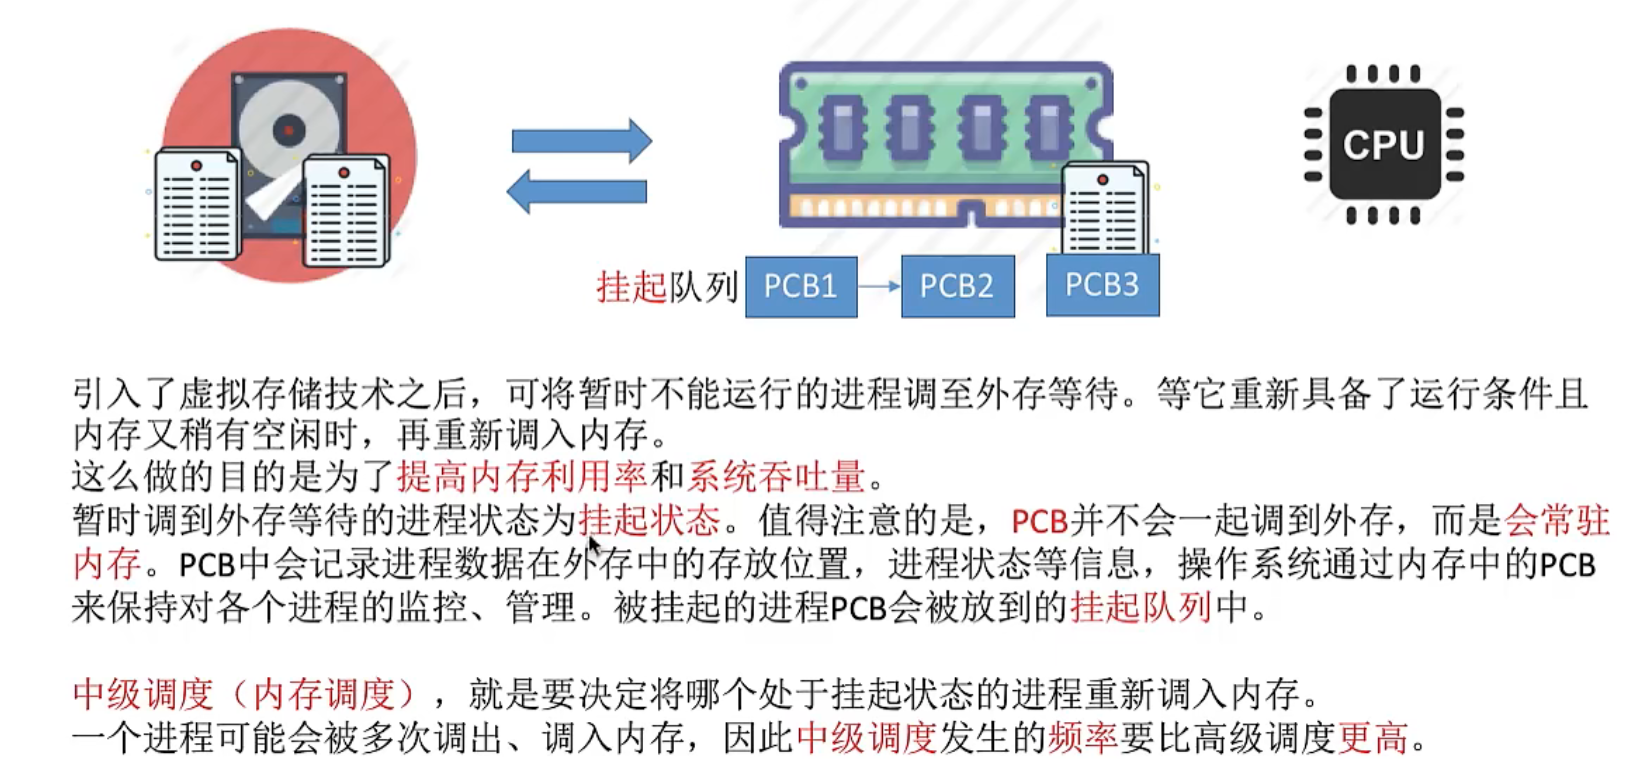 CPU
挂起队列 PCB1 PCB2 PCB3
引入了虚拟存储技术之后，可将暂时不能运行的进程调至外存等待。等它重新具备了运行条件且
内存又稍有空闲时，再重新调入内存。
这么做的目的是为了提高内存利用率和系统吞吐量。
暂时调到外存等待的进程状态为挂起状态。值得注意的是，PCB并不会一起调到外存，而是会常驻
内存。PCB中会记录进程数据在外存中的存放位置，进程状态等信息，操作系统通过内存中的PCB
来保持对各个进程的监控、管理。被挂起的进程PCB会被放到的挂起队列中。
中级调度（内存调度），就是要决定将哪个处于挂起状态的进程重新调入内存。
一个进程可能会被多次调出、调入内存，因此中级调度发生的频率要比高级调度更高。